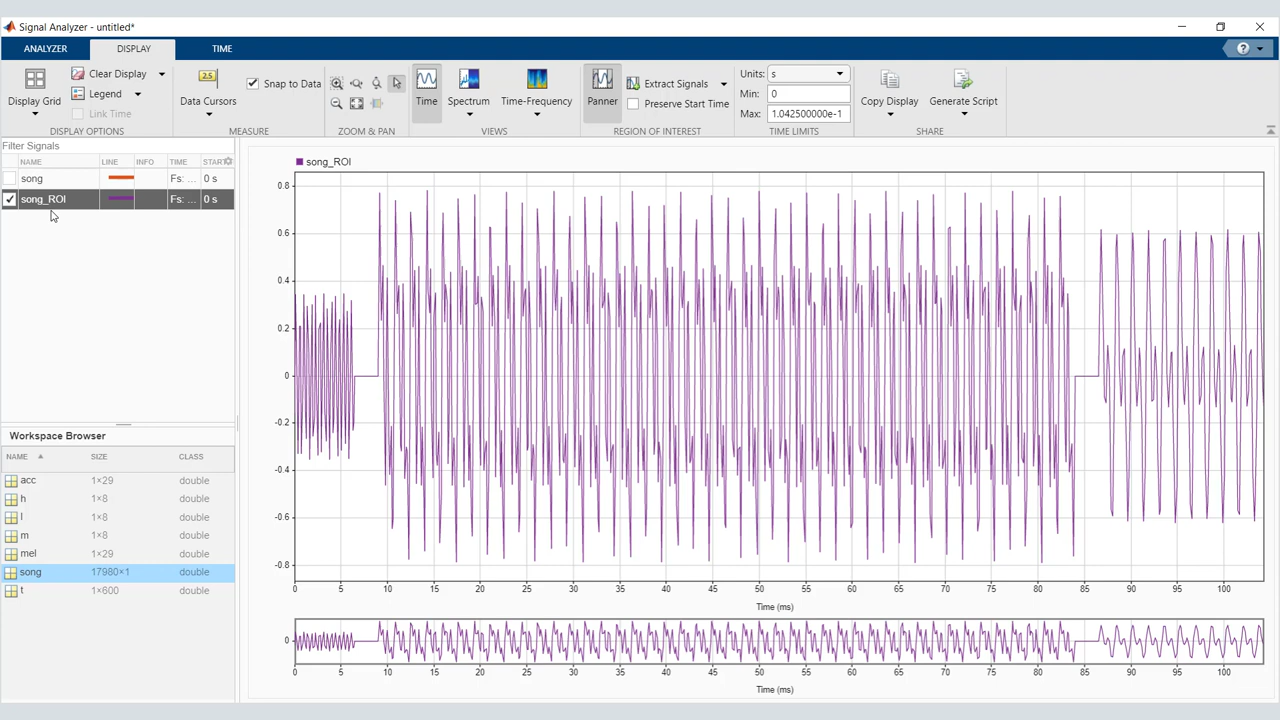 Signal Analyzer - untitled*
ANALYZER DISPLAY TIME
Display Grid
Clear Display
Legend
Link Time
DISPLAY OPTIONS
2.5
Data Cursors
Snap to Data
MEASURE
ZOOM & PAN
Time
Spectrum
Time-Frequency
VIEWS
Panner
Extract Signals
Preserve Start Time
REGION OF INTEREST
Units: s
Min: 0
Max: 1.042500000e-1
TIME LIMITS
Copy Display
Generate Script
SHARE
?
Filter Signals
NAME LINE INFO TIME START
song Fs: ... 0 s
song_ROI Fs: ... 0 s
Workspace Browser
NAME SIZE CLASS
acc 1×29 double
h 1×8 double
l 1×8 double
m 1×8 double
mel 1×29 double
song 17980×1 double
t 1×600 double
song_ROI
0.8
0.6
0.4
0.2
0
-0.2
-0.4
-0.6
-0.8
0 5 10 15 20 25 30 35 40 45 50 55 60 65 70 75 80 85 90 95 100
Time (ms)
0
0 5 10 15 20 25 30 35 40 45 50 55 60 65 70 75 80 85 90 95 100
Time (ms)